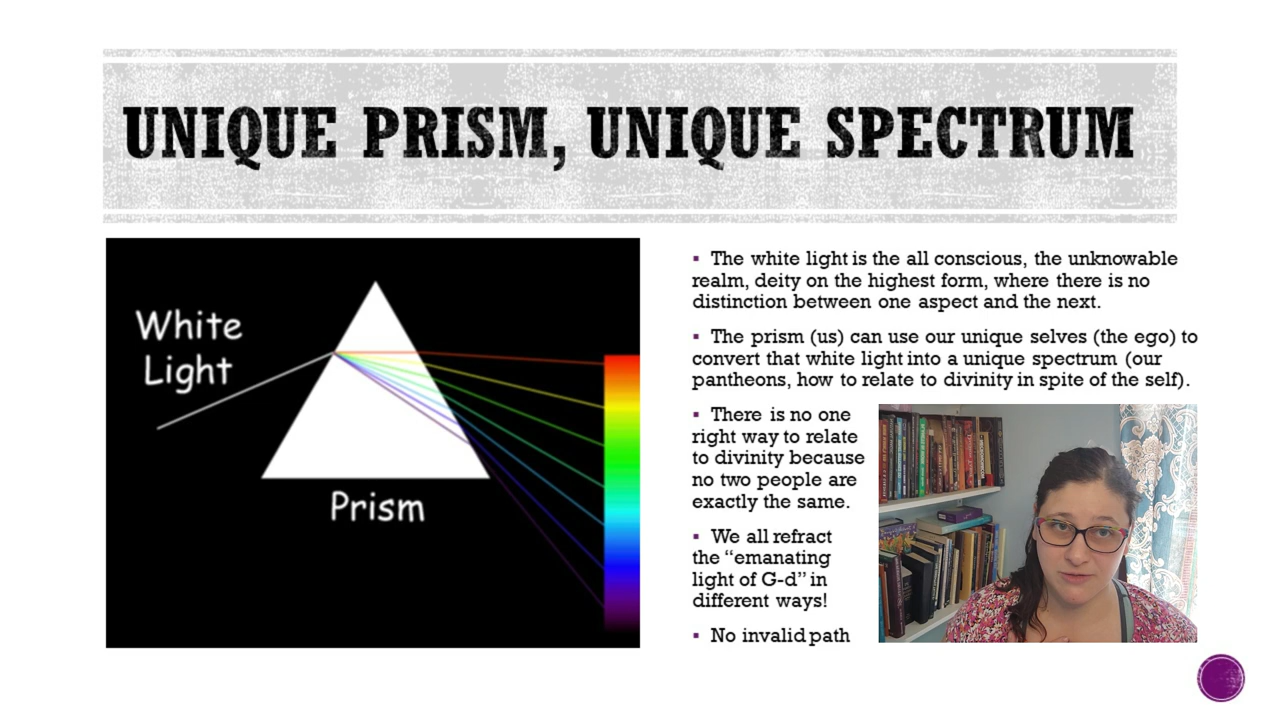 UNIQUE PRISM, UNIQUE SPECTRUM
White
Light
Prism
▪ The white light is the all conscious, the unknowable
realm, deity on the highest form, where there is no
distinction between one aspect and the next.
▪ The prism (us) can use our unique selves (the ego) to
convert that white light into a unique spectrum (our
pantheons, how to relate to divinity in spite of the self).
▪ There is no one
right way to relate
to divinity because
no two people are
exactly the same.
▪ We all refract
the “emanating
light of G-d” in
different ways!
▪ No invalid path